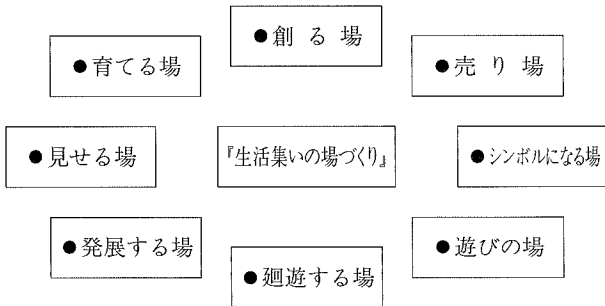 ●創る場
●育てる場
●売り場
●見せる場
『生活集いの場づくり』
●シンボルになる場
●発展する場
●遊びの場
●廻遊する場